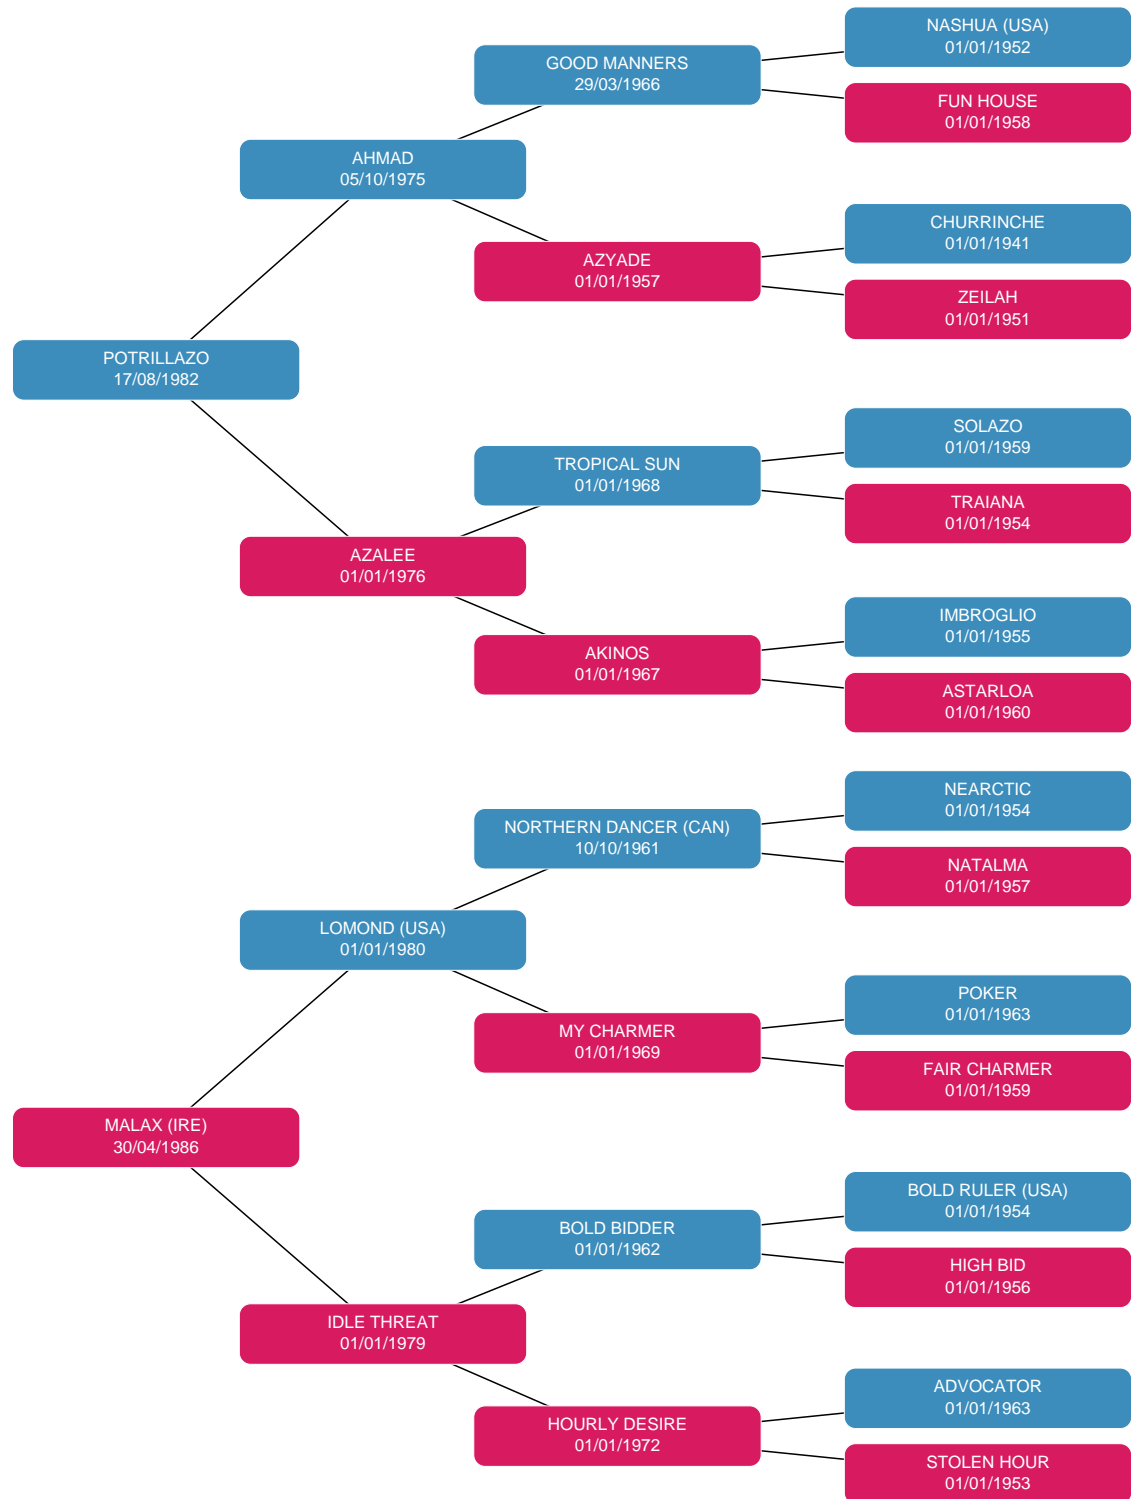 NASHUA (USA)
01/01/1952
GOOD MANNERS
29/03/1966
FUN HOUSE
01/01/1958
AHMAD
05/10/1975
CHURRINCHE
01/01/1941
AZYADE
01/01/1957
ZEILAH
01/01/1951
POTRILLAZO
17/08/1982
SOLAZO
01/01/1959
TROPICAL SUN
01/01/1968
TRAIANA
01/01/1954
AZALEE
01/01/1976
IMBROGLIO
01/01/1955
AKINOS
01/01/1967
ASTARLOA
01/01/1960
NEARCTIC
01/01/1954
NORTHERN DANCER (CAN)
10/10/1961
NATALMA
01/01/1957
LOMOND (USA)
01/01/1980
POKER
01/01/1963
MY CHARMER
01/01/1969
FAIR CHARMER
01/01/1959
MALAX (IRE)
30/04/1986
BOLD RULER (USA)
01/01/1954
BOLD BIDDER
01/01/1962
HIGH BID
01/01/1956
IDLE THREAT
01/01/1979
ADVOCATOR
01/01/1963
HOURLY DESIRE
01/01/1972
STOLEN HOUR
01/01/1953